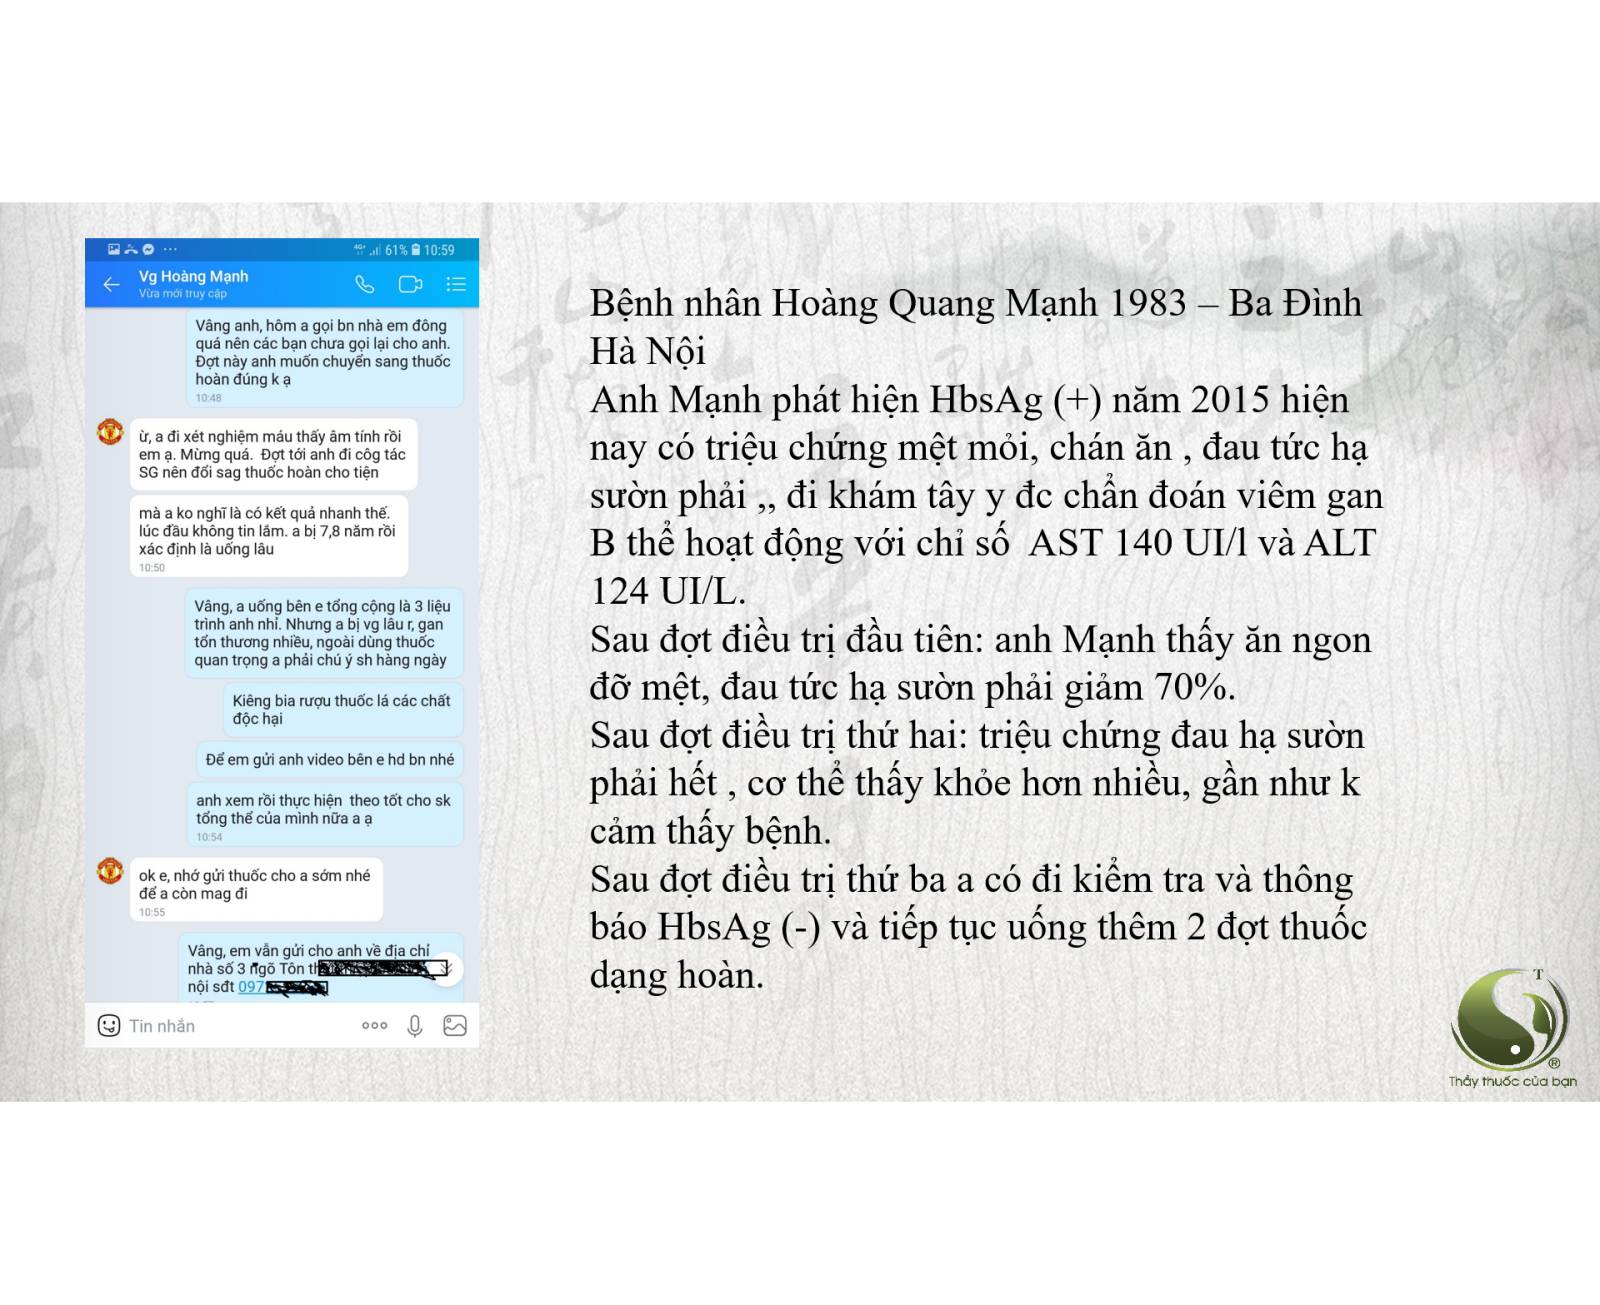 4G+ 61% 10:59
Vg Hoàng Mạnh
Vừa mới truy cập
Vâng anh, hôm a gọi bn nhà em đông
quá nên các bạn chưa gọi lại cho anh.
Đợt này anh muốn chuyển sang thuốc
hoàn đúng k ạ
10:48
ừ, a đi xét nghiệm máu thấy âm tính rồi
em ạ. Mừng quá. Đợt tới anh đi côg tác
SG nên đổi sag thuốc hoàn cho tiện
mà a ko nghĩ là có kết quả nhanh thế.
lúc đầu không tin lắm. a bị 7,8 năm rồi
xác định là uống lâu
10:50
Vâng, a uống bên e tổng cộng là 3 liệu
trình anh nhỉ. Nhưng a bị vg lâu r, gan
tổn thương nhiều, ngoài dùng thuốc
quan trọng a phải chú ý sh hàng ngày
Kiêng bia rượu thuốc lá các chất
độc hại
Để em gửi anh video bên e hd bn nhé
anh xem rồi thực hiện theo tốt cho sk
tổng thể của mình nữa a ạ
10:54
ok e, nhớ gửi thuốc cho a sớm nhé
để a còn mag đi
10:55
Vâng, em vẫn gửi cho anh về địa chỉ
nhà số 3 ngõ Tôn
nội sđt 097
Tin nhắn
Bệnh nhân Hoàng Quang Mạnh 1983 – Ba Đình
Hà Nội
Anh Mạnh phát hiện HbsAg (+) năm 2015 hiện
nay có triệu chứng mệt mỏi, chán ăn , đau tức hạ
sườn phải ,, đi khám tây y đc chẩn đoán viêm gan
B thể hoạt động với chỉ số AST 140 UI/l và ALT
124 UI/L.
Sau đợt điều trị đầu tiên: anh Mạnh thấy ăn ngon
đỡ mệt, đau tức hạ sườn phải giảm 70%.
Sau đợt điều trị thứ hai: triệu chứng đau hạ sườn
phải hết , cơ thể thấy khỏe hơn nhiều, gần như k
cảm thấy bệnh.
Sau đợt điều trị thứ ba a có đi kiểm tra và thông
báo HbsAg (-) và tiếp tục uống thêm 2 đợt thuốc
dạng hoàn.
T
®
Thầy thuốc của bạn